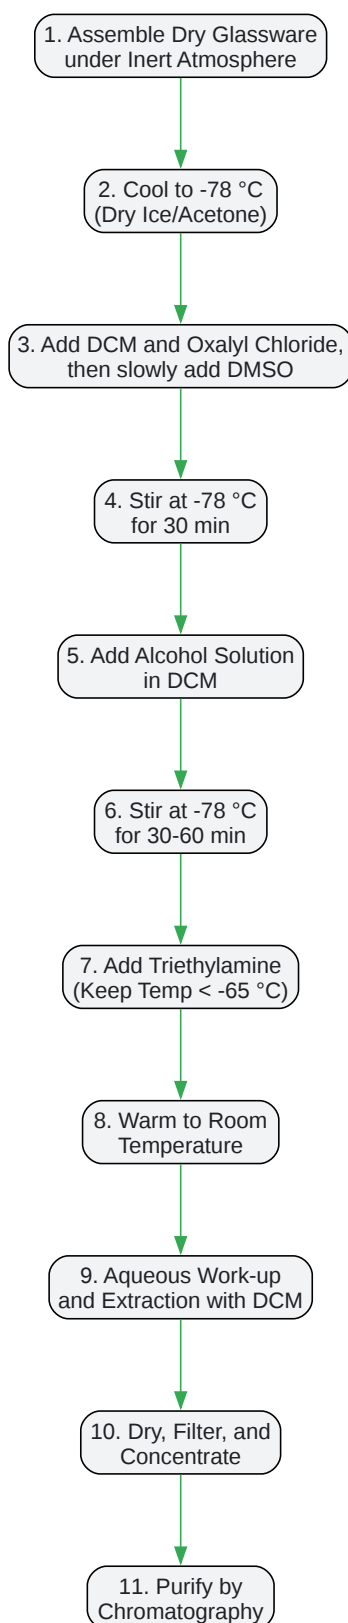 1. Assemble Dry Glassware
under Inert Atmosphere
2. Cool to -78 °C
(Dry Ice/Acetone)
3. Add DCM and Oxalyl Chloride,
then slowly add DMSO
4. Stir at -78 °C
for 30 min
5. Add Alcohol Solution
in DCM
6. Stir at -78 °C
for 30-60 min
7. Add Triethylamine
(Keep Temp < -65 °C)
8. Warm to Room
Temperature
9. Aqueous Work-up
and Extraction with DCM
10. Dry, Filter, and
Concentrate
11. Purify by
Chromatography